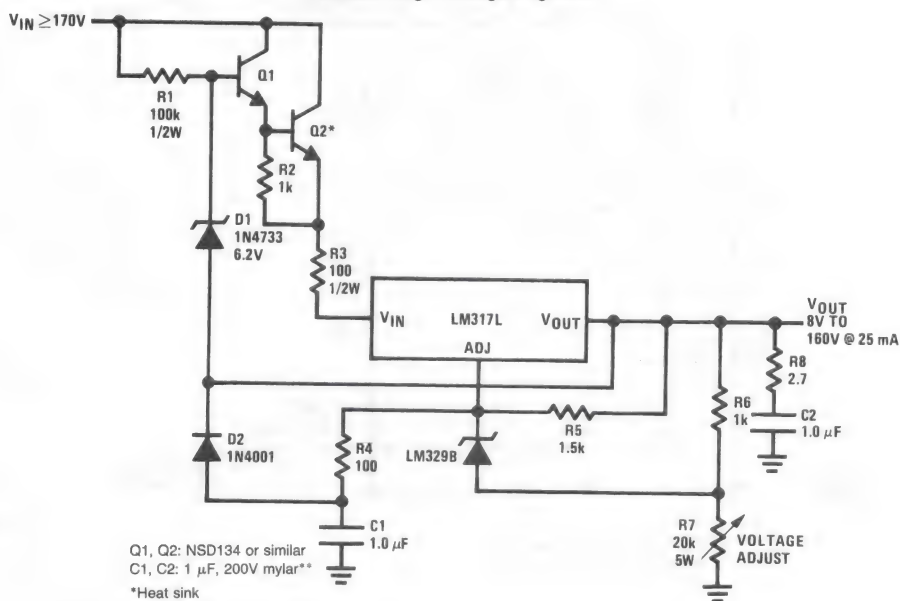 V_IN ≥170V
Q1
R1
100k
1/2W
Q2*
R2
1k
D1
1N4733
6.2V
R3
100
1/2W
V_IN
LM317L
V_OUT
ADJ
V_OUT
8V TO
160V @ 25 mA
R8
2.7
R6
1k
C2
1.0 μF
D2
1N4001
R4
100
LM329B
R5
1.5k
C1
1.0 μF
R7
20k
5W
VOLTAGE
ADJUST
Q1, Q2: NSD134 or similar
C1, C2: 1 μF, 200V mylar**
*Heat sink